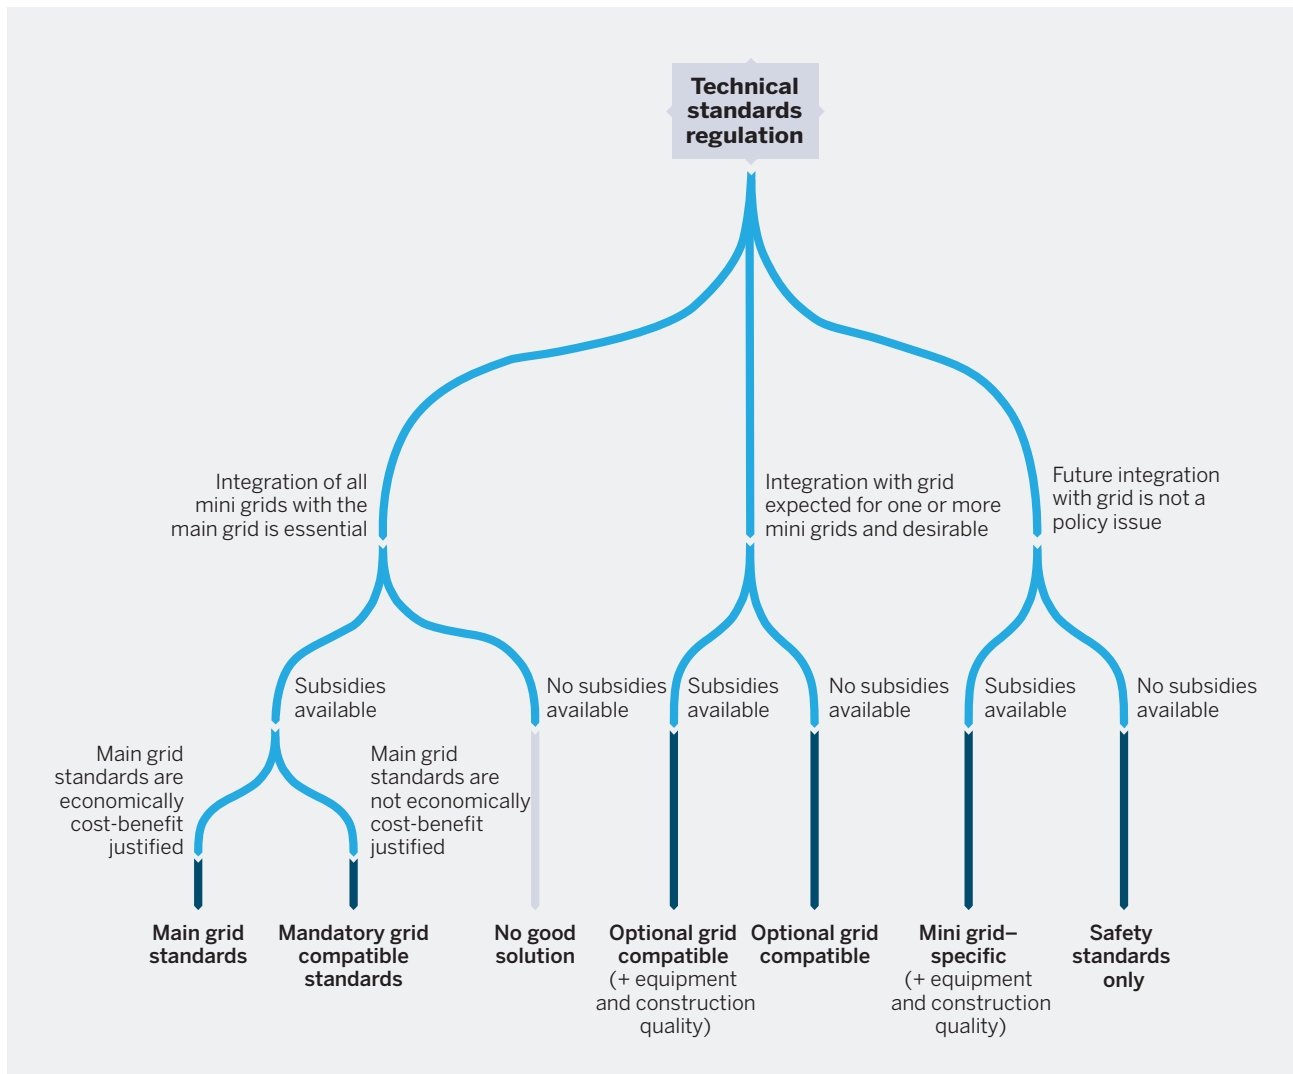 Technical
standards
regulation
Integration of all
mini grids with the
main grid is essential
Integration with grid
expected for one or more
mini grids and desirable
Future integration
with grid is not a
policy issue
Subsidies
available
No subsidies
available
Subsidies
available
No subsidies
available
Subsidies
available
No subsidies
available
Main grid
standards are
economically
cost-benefit
justified
Main grid
standards are
not economically
cost-benefit
justified
Main grid
standards
Mandatory grid
compatible
standards
No good
solution
Optional grid
compatible
(+ equipment
and construction
quality)
Optional grid
compatible
Mini grid–
specific
(+ equipment
and construction
quality)
Safety
standards
only